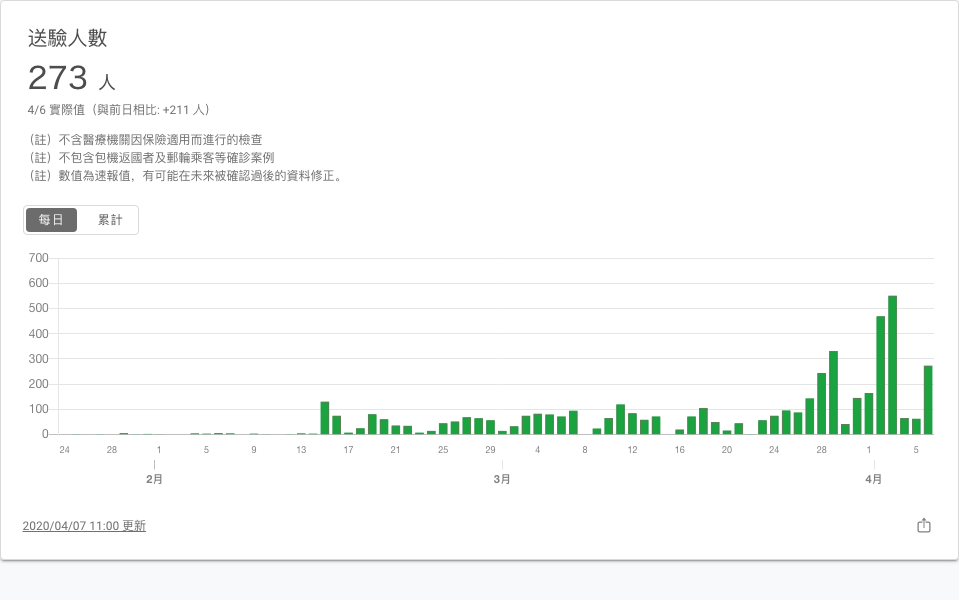 送驗人數
273 人
4/6 實際值（與前日相比: +211 人）
（註）不含醫療機關因保險適用而進行的檢查
（註）不包含包機返國者及郵輪乘客等確診案例
（註）數值為速報值，有可能在未來被確認過後的資料修正。
每日 累計
700
600
500
400
300
200
100
0
24 28 1 5 9 13 17 21 25 29 4 8 12 16 20 24 28 1 5
2月 3月 4月
2020/04/07 11:00 更新